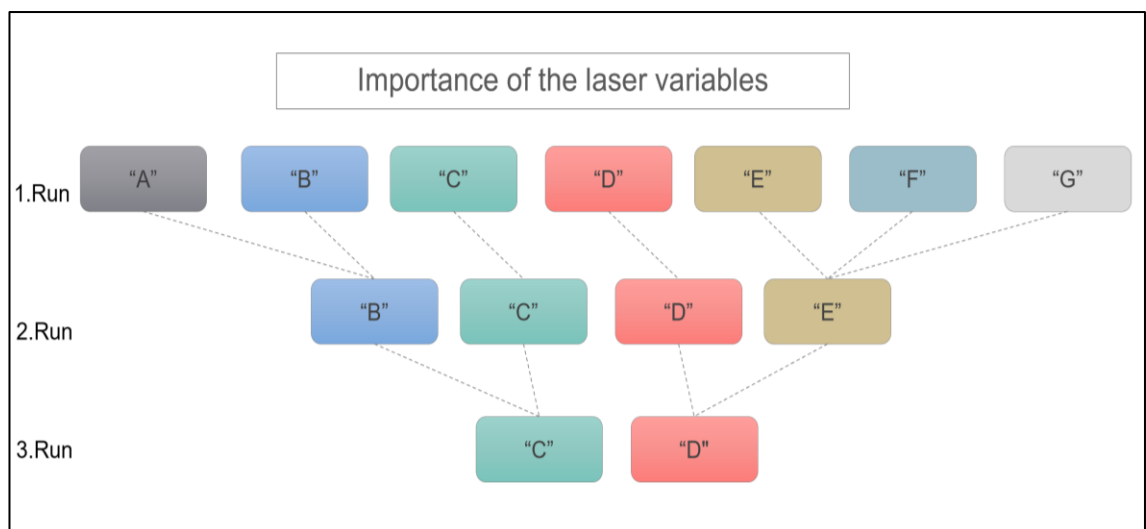 Importance of the laser variables
1.Run “A” “B” “C” “D” “E” “F” “G”
2.Run “B” “C” “D” “E”
3.Run “C” “D"